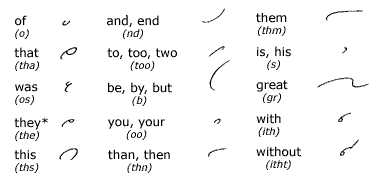 of and, end them
(o) (nd) (thm)
that to, too, two is, his
(tha) (too) (s)
was be, by, but great
(os) (b) (gr)
they* you, your with
(the) (oo) (ith)
this than, then without
(ths) (thn) (itht)